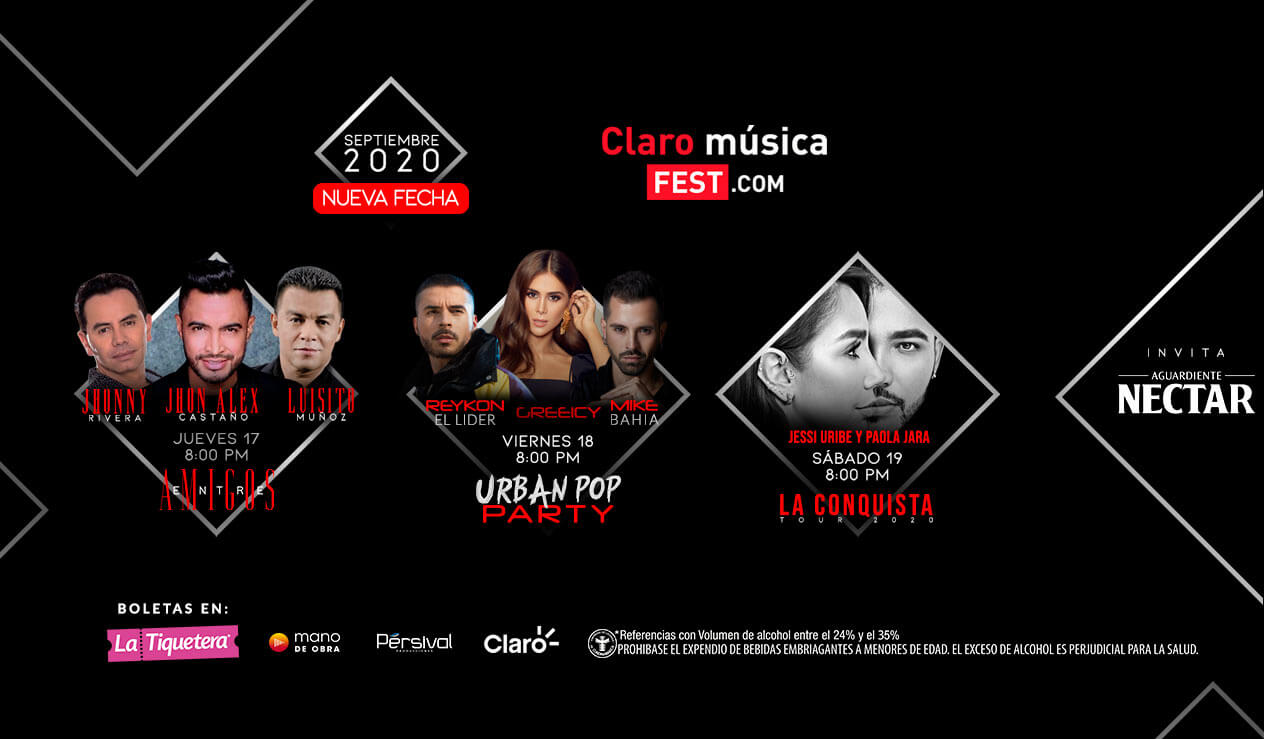 SEPTIEMBRE
2020
NUEVA FECHA
Claro música
FEST.COM
JHONNY
RIVERA
JHON ALEX
CASTAÑO
LUISITO
MUÑOZ
JUEVES 17
8:00 PM
ENTRE
AMIGOS
REYKON
EL LIDER
GREEICY
MIKE
BAHIA
VIERNES 18
8:00 PM
URBAN POP
PARTY
JESSI URIBE Y PAOLA JARA
SÁBADO 19
8:00 PM
LA CONQUISTA
TOUR 2020
INVITA
AGUARDIENTE
NECTAR
BOLETAS EN:
La Tiquetera
mano
DE OBRA
Pérsival
PRODUCCIONES
Claro
*Referencias con Volumen de alcohol entre el 24% y el 35%
PROHIBASE EL EXPENDIO DE BEBIDAS EMBRIAGANTES A MENORES DE EDAD. EL EXCESO DE ALCOHOL ES PERJUDICIAL PARA LA SALUD.